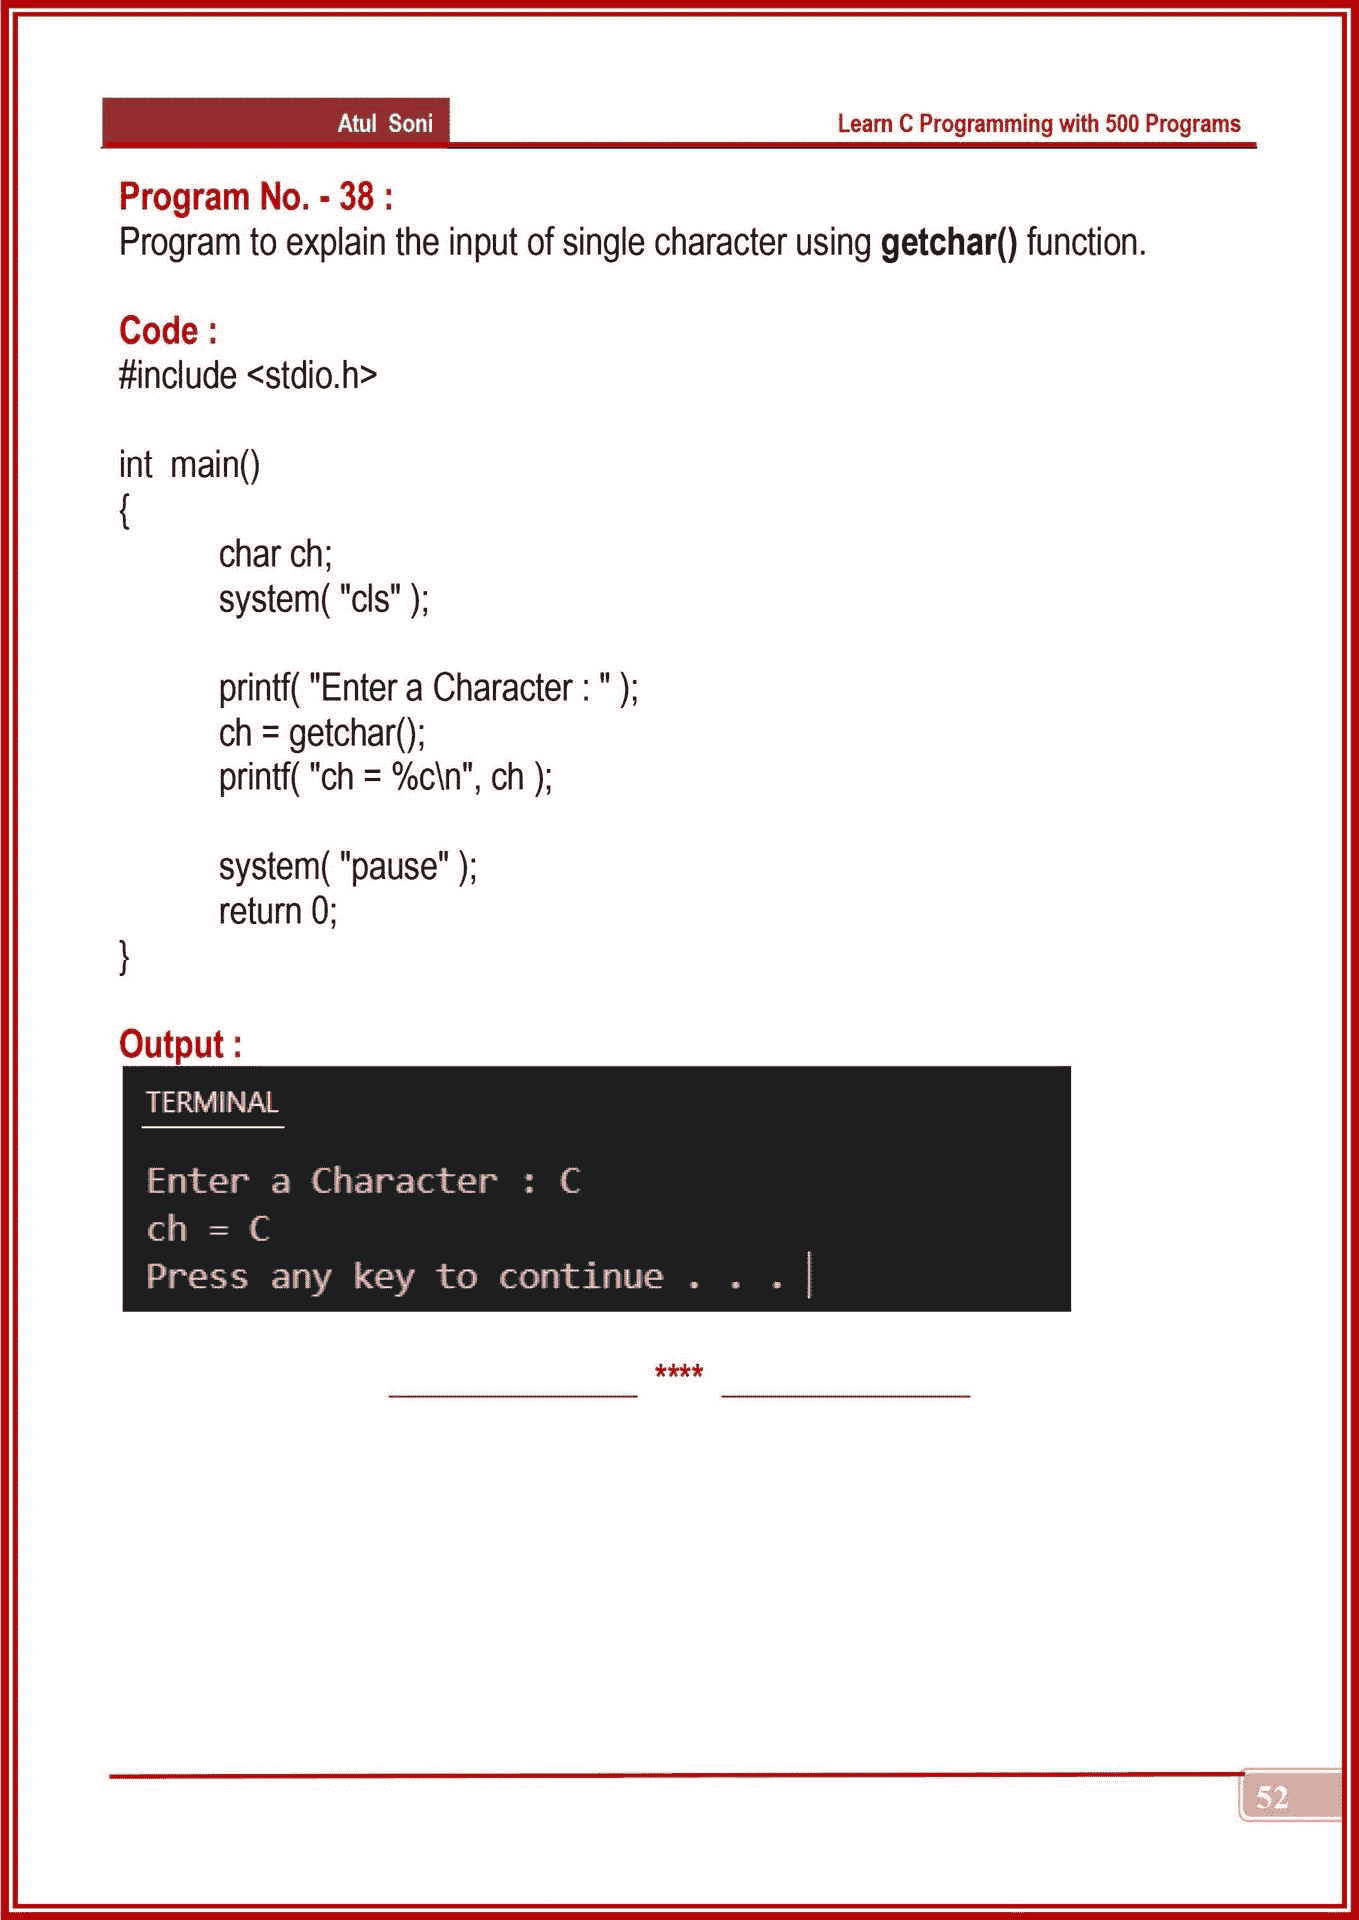 Atul  Soni
Learn C Programming with 500 Programs
Program No. - 38 :
Program to explain the input of single character using getchar() function.
Code :
#include <stdio.h>
int  main()
{
char ch;
system( "cls" );
printf( "Enter a Character : " );
ch = getchar();
printf( "ch = %c\n", ch );
system( "pause" );
return 0;
}
Output :
TERMINAL
Enter a Character : C
ch = C
Press any key to continue . . .
****
52